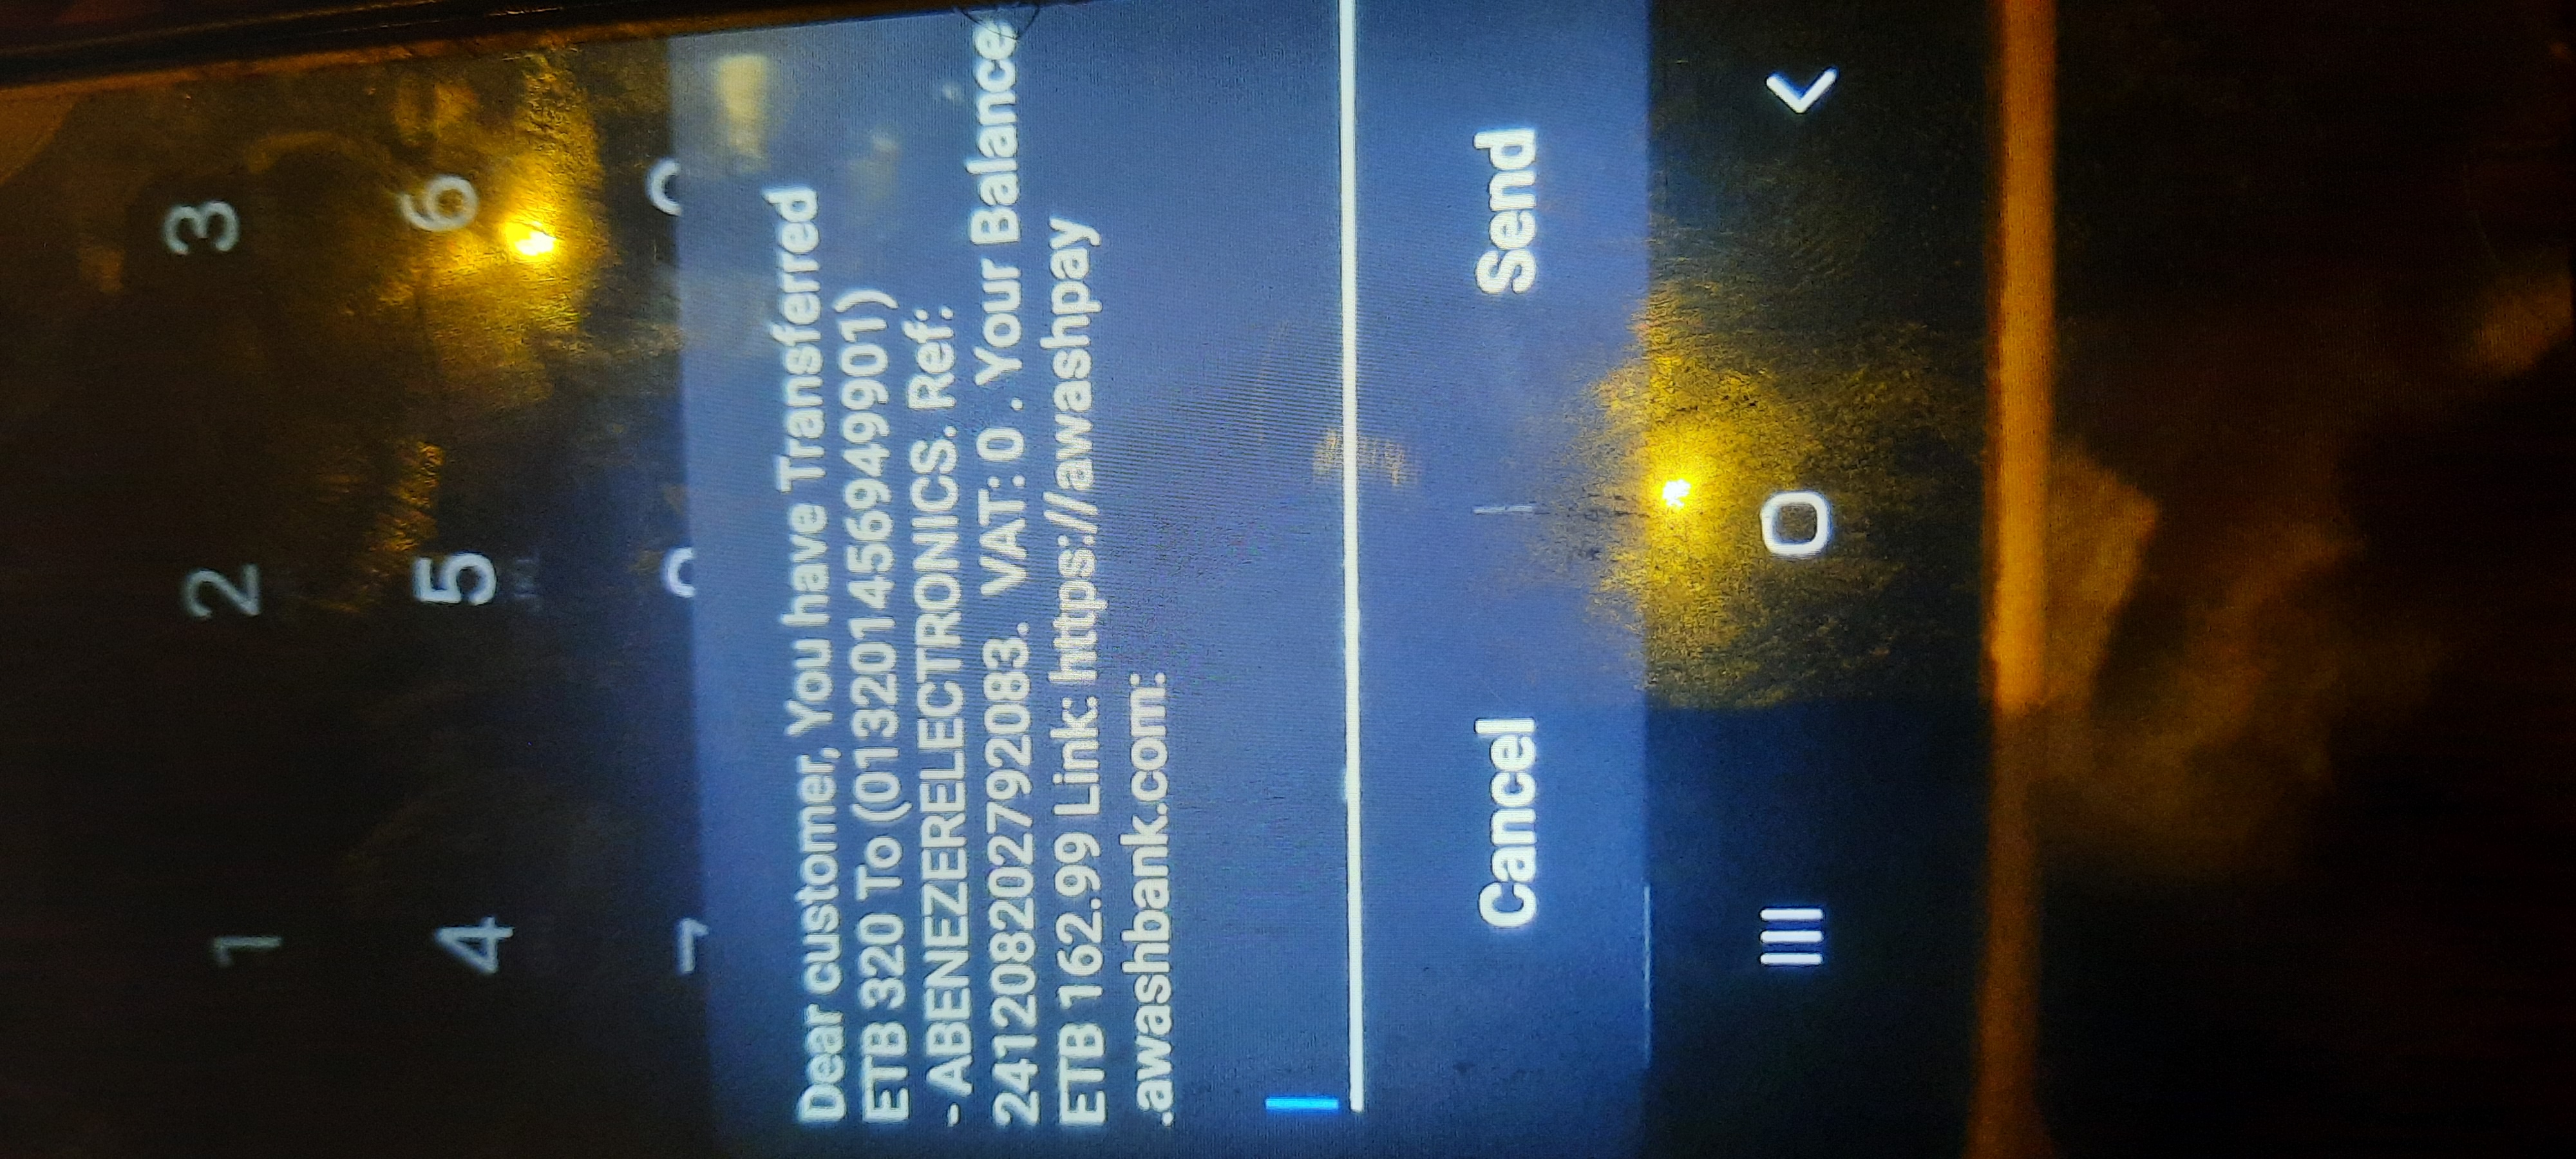 1 2 3
4 5 6
JKL
Dear customer, You have Transferred
ETB 320 To (013201456949901)
- ABENEZERELECTRONICS. Ref:
241208202792083.  VAT: 0 . Your Balance
ETB 162.99 Link: https://awashpay
.awashbank.com:
Cancel Send